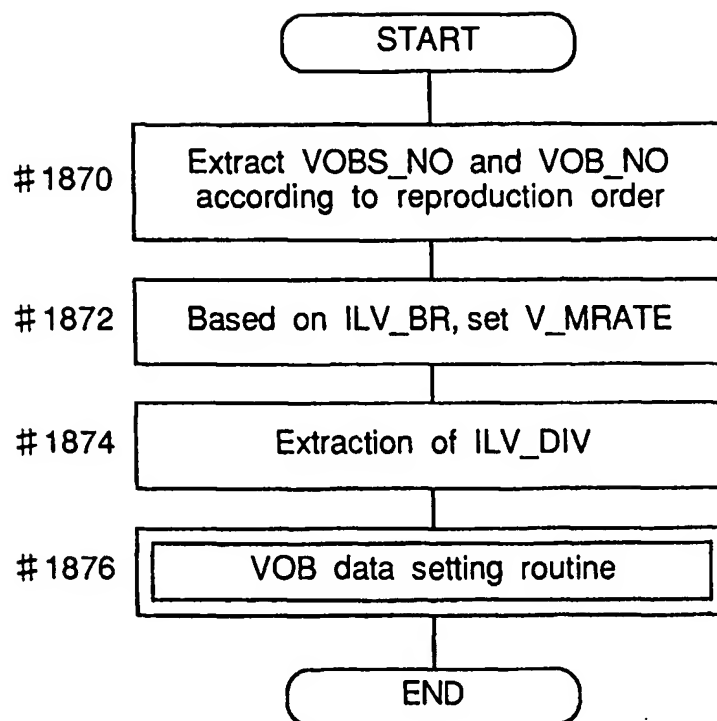 START
#1870
Extract VOBS_NO and VOB_NO
according to reproduction order
#1872
Based on ILV_BR, set V_MRATE
#1874
Extraction of ILV_DIV
#1876
VOB data setting routine
END